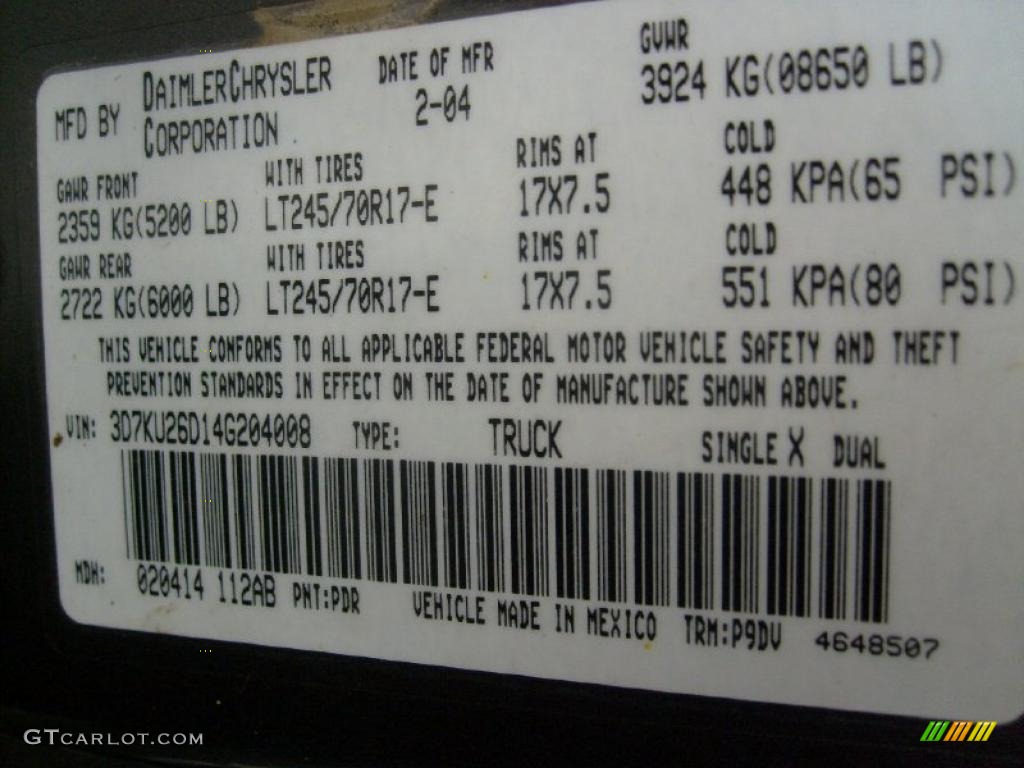 MFD BY DAIMLERCHRYSLER CORPORATION
DATE OF MFR
2-04
GVWR
3924 KG(08650 LB)
GAWR FRONT WITH TIRES RIMS AT COLD
2359 KG(5200 LB) LT245/70R17-E 17X7.5 448 KPA(65 PSI)
GAWR REAR WITH TIRES RIMS AT COLD
2722 KG(6000 LB) LT245/70R17-E 17X7.5 551 KPA(80 PSI)
THIS VEHICLE CONFORMS TO ALL APPLICABLE FEDERAL MOTOR VEHICLE SAFETY AND THEFT
PREVENTION STANDARDS IN EFFECT ON THE DATE OF MANUFACTURE SHOWN ABOVE.
VIN: 3D7KU26D14G204008 TYPE: TRUCK SINGLE X DUAL
MDH: 020414 112AB PNT:PDR VEHICLE MADE IN MEXICO TRM:P9DV 4648507
GTCARLOT.COM